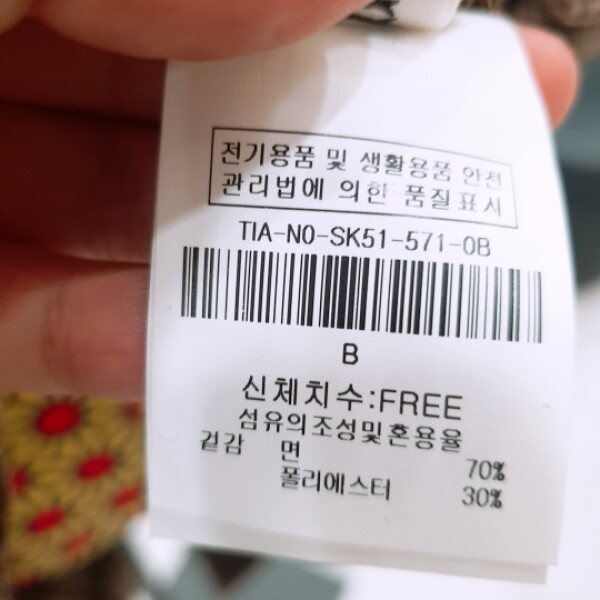 전기용품 및 생활용품 안전
관리법에 의한 품질표시
TIA-NO-SK51-571-0B
B
신체치수:FREE
섬유의조성및혼용율
겉감 면 70%
폴리에스터 30%